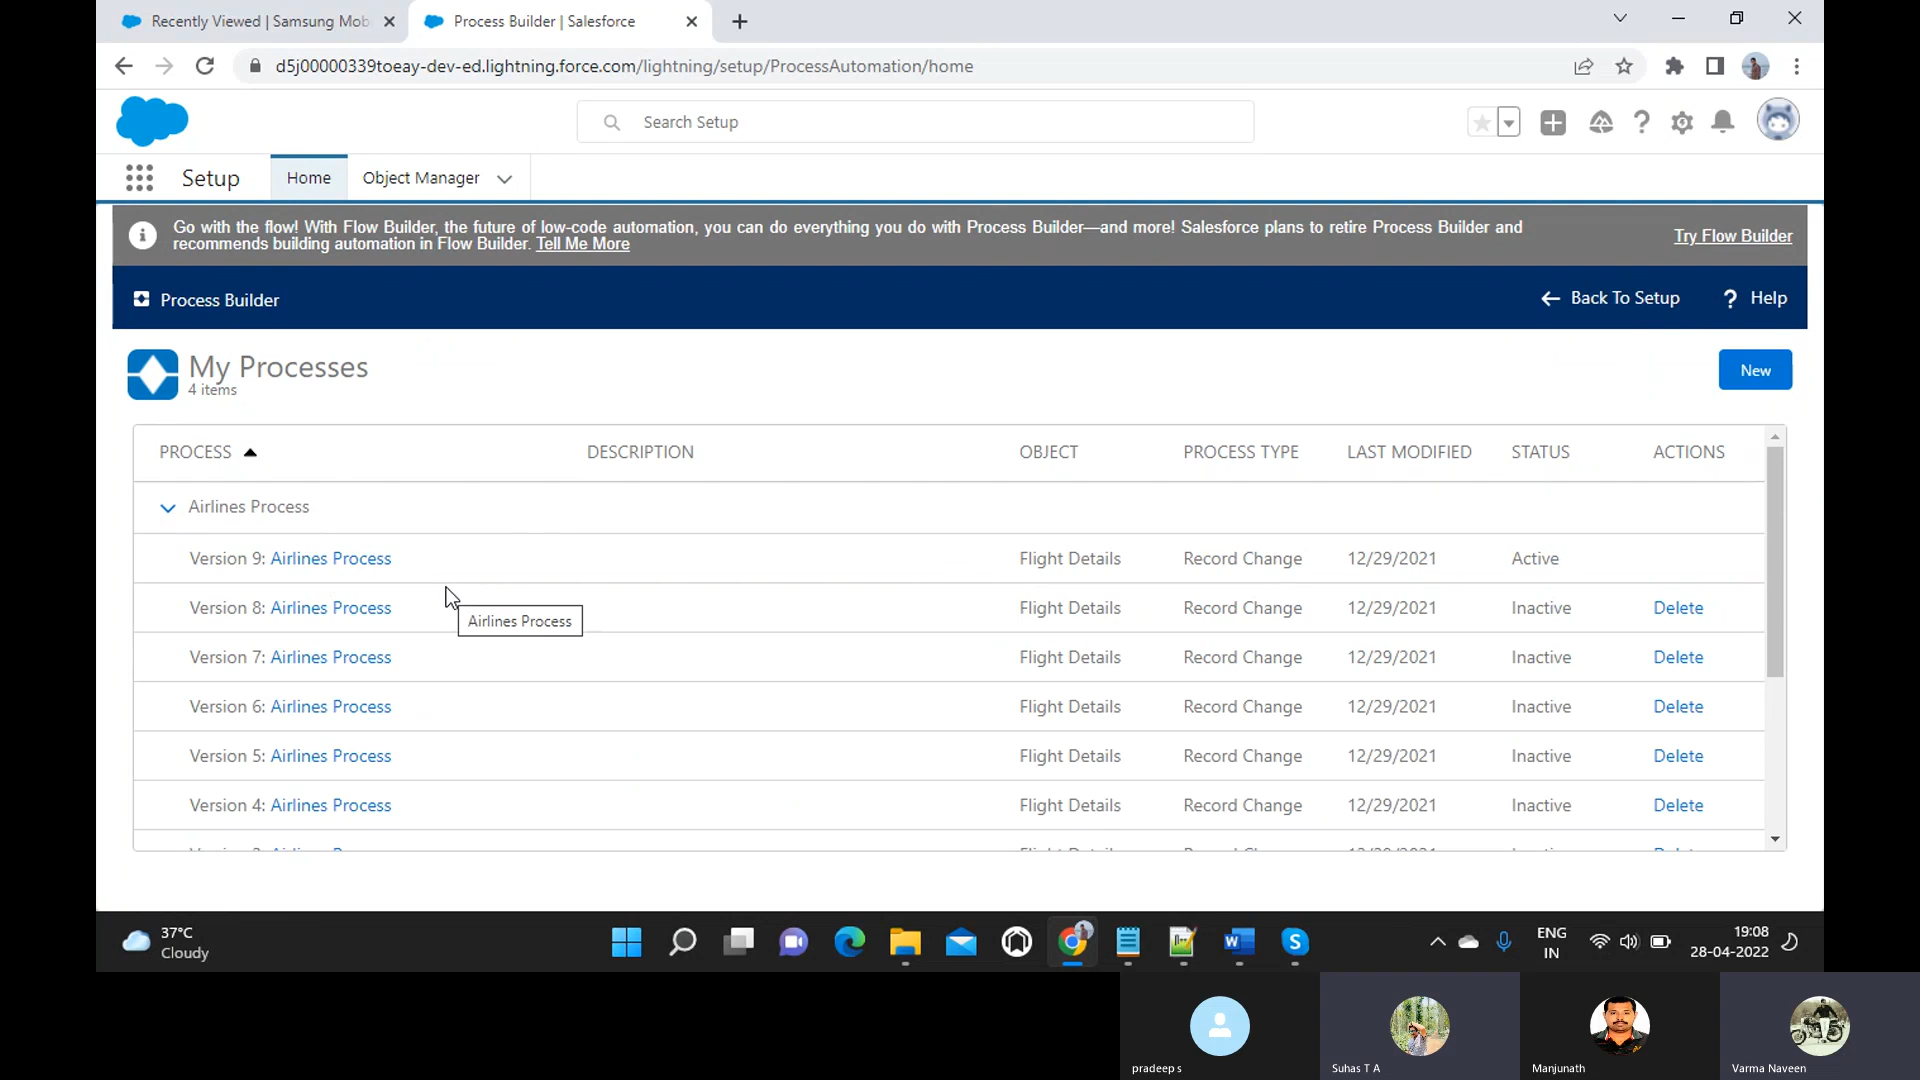 Recently Viewed | Samsung Mob
Process Builder | Salesforce
d5j00000339toeay-dev-ed.lightning.force.com/lightning/setup/ProcessAutomation/home
Search Setup
Setup
Home
Object Manager
Go with the flow! With Flow Builder, the future of low-code automation, you can do everything you do with Process Builder—and more! Salesforce plans to retire Process Builder and
recommends building automation in Flow Builder. Tell Me More
Try Flow Builder
Process Builder
Back To Setup
? Help
My Processes
4 items
New
PROCESS DESCRIPTION OBJECT PROCESS TYPE LAST MODIFIED STATUS ACTIONS
Airlines Process
Version 9: Airlines Process Flight Details Record Change 12/29/2021 Active
Version 8: Airlines Process Flight Details Record Change 12/29/2021 Inactive Delete
Airlines Process
Version 7: Airlines Process Flight Details Record Change 12/29/2021 Inactive Delete
Version 6: Airlines Process Flight Details Record Change 12/29/2021 Inactive Delete
Version 5: Airlines Process Flight Details Record Change 12/29/2021 Inactive Delete
Version 4: Airlines Process Flight Details Record Change 12/29/2021 Inactive Delete
37°C
Cloudy
ENG
IN
19:08
28-04-2022
pradeep s
Suhas T A
Manjunath
Varma Naveen